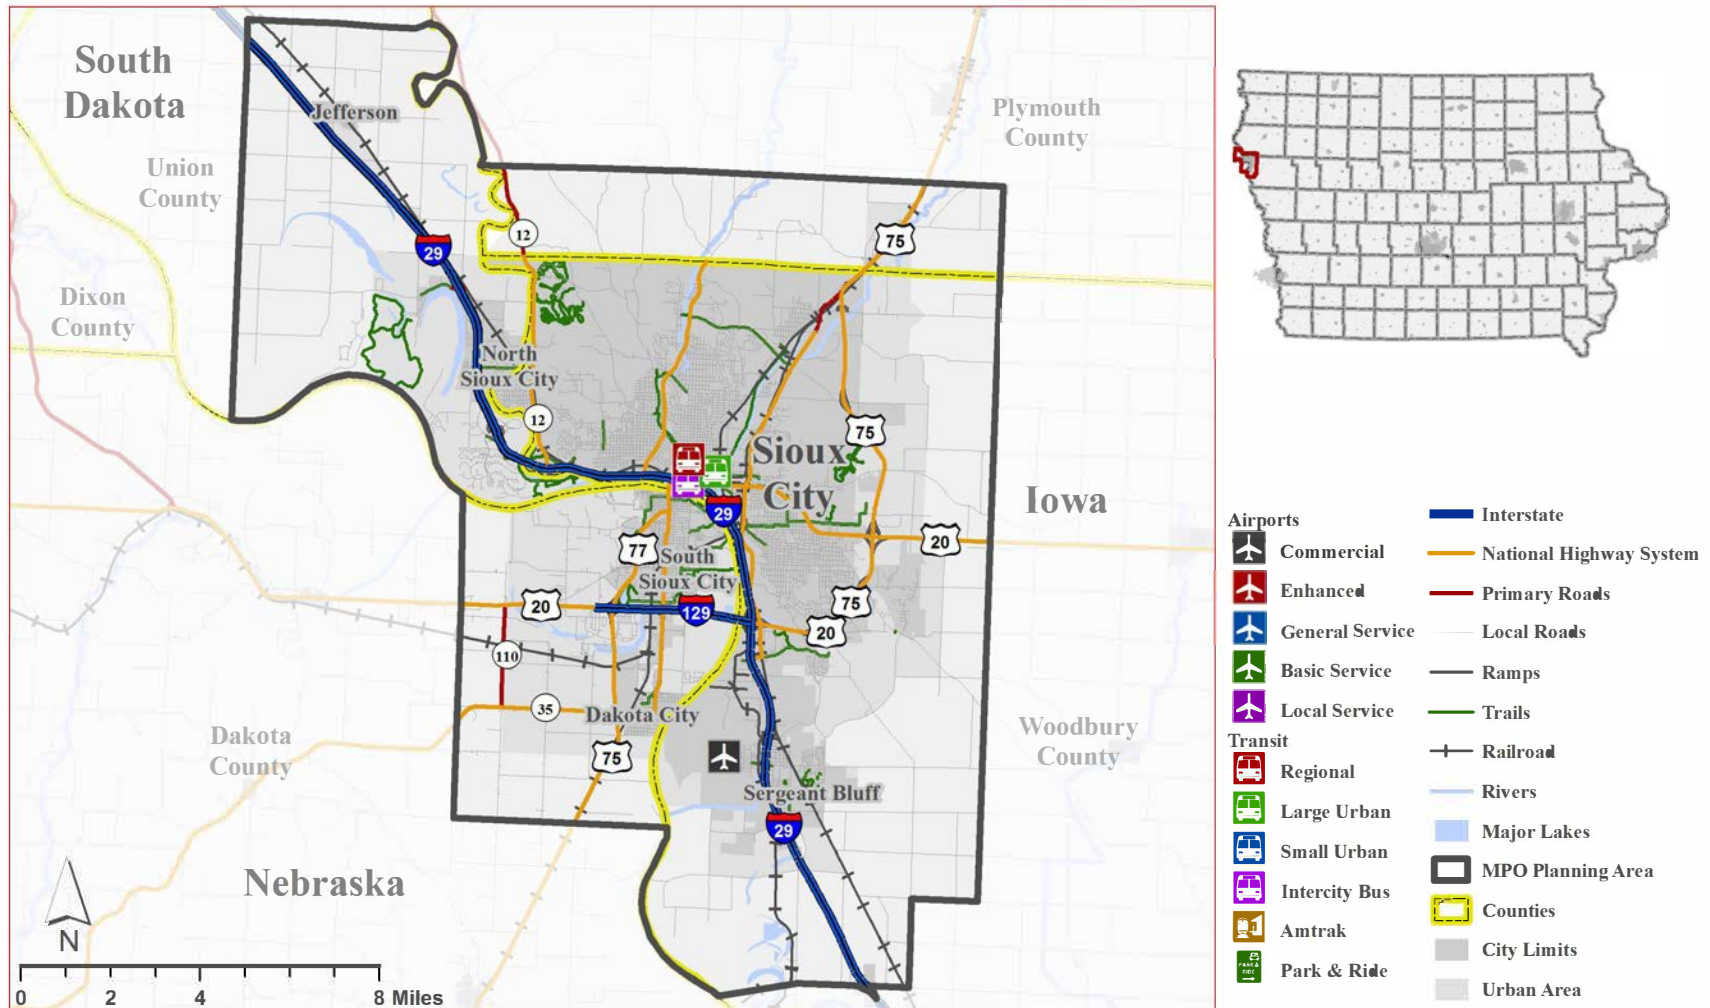 South
Dakota
Jefferson
Union
County
Plymouth
County
12
75
29
Dixon
County
North
Sioux City
12
75
Sioux
City
Iowa
29
77
20
South
Sioux City
20
129
75
20
110
35
Dakota City
Dakota
County
Woodbury
County
75
Sergeant Bluff
29
Nebraska
N
0 2 4 8 Miles
Airports
Commercial
Enhanced
General Service
Basic Service
Local Service
Transit
Regional
Large Urban
Small Urban
Intercity Bus
Amtrak
PARK &
RIDE
Park & Ride
Interstate
National Highway System
Primary Roads
Local Roads
Ramps
Trails
Railroad
Rivers
Major Lakes
MPO Planning Area
Counties
City Limits
Urban Area